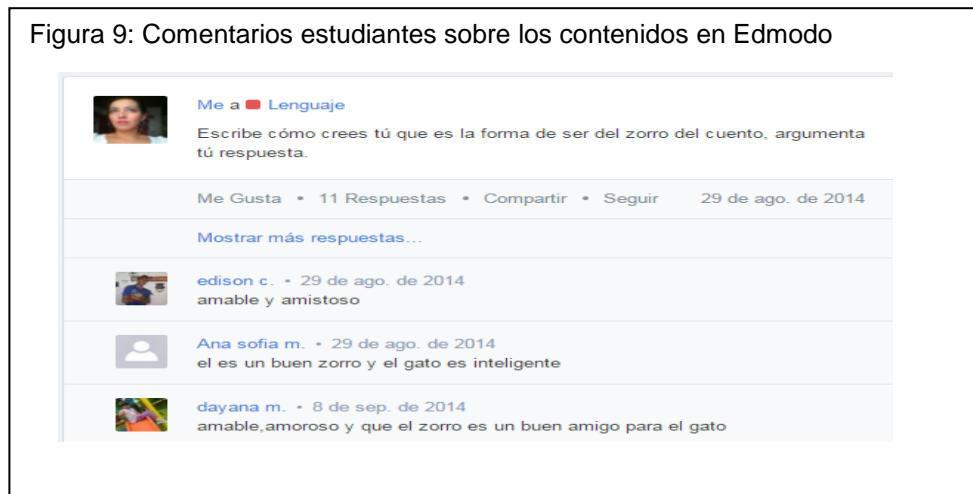 Figura 9: Comentarios estudiantes sobre los contenidos en Edmodo
Me a Lenguaje
Escribe cómo crees tú que es la forma de ser del zorro del cuento, argumenta
tú respuesta.
Me Gusta • 11 Respuestas • Compartir • Seguir 29 de ago. de 2014
Mostrar más respuestas...
edison c. • 29 de ago. de 2014
amable y amistoso
Ana sofia m. • 29 de ago. de 2014
el es un buen zorro y el gato es inteligente
dayana m. • 8 de sep. de 2014
amable,amoroso y que el zorro es un buen amigo para el gato